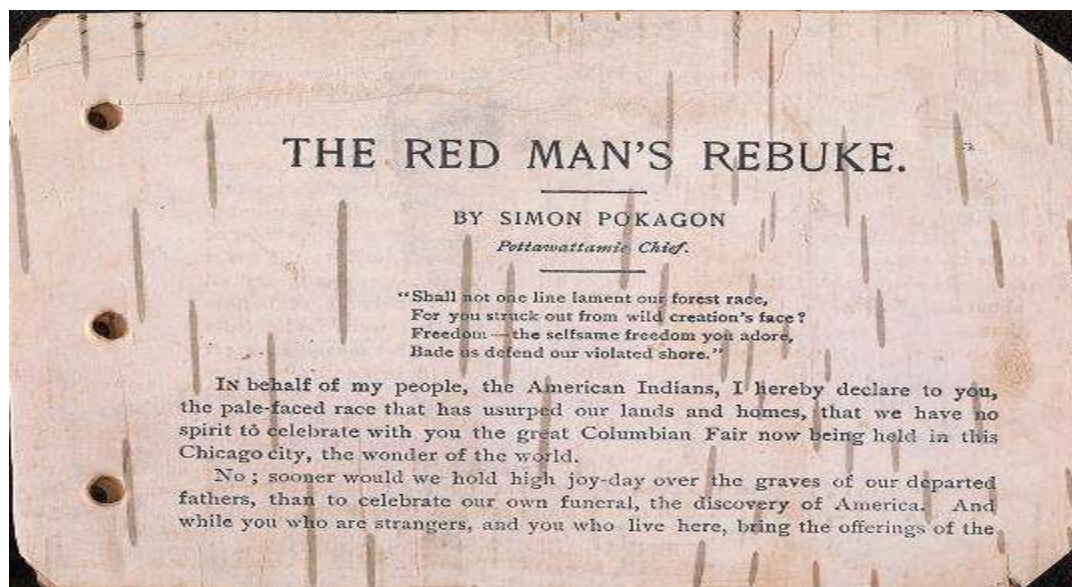 THE RED MAN'S REBUKE.
BY SIMON POKAGON
Pottawattamie Chief.
"Shall not one line lament our forest race,
For you struck out from wild creation's face?
Freedom—the selfsame freedom you adore,
Bade us defend our violated shore."
IN behalf of my people, the American Indians, I hereby declare to you,
the pale-faced race that has usurped our lands and homes, that we have no
spirit to celebrate with you the great Columbian Fair now being held in this
Chicago city, the wonder of the world.
No; sooner would we hold high joy-day over the graves of our departed
fathers, than to celebrate our own funeral, the discovery of America. And
while you who are strangers, and you who live here, bring the offerings of the